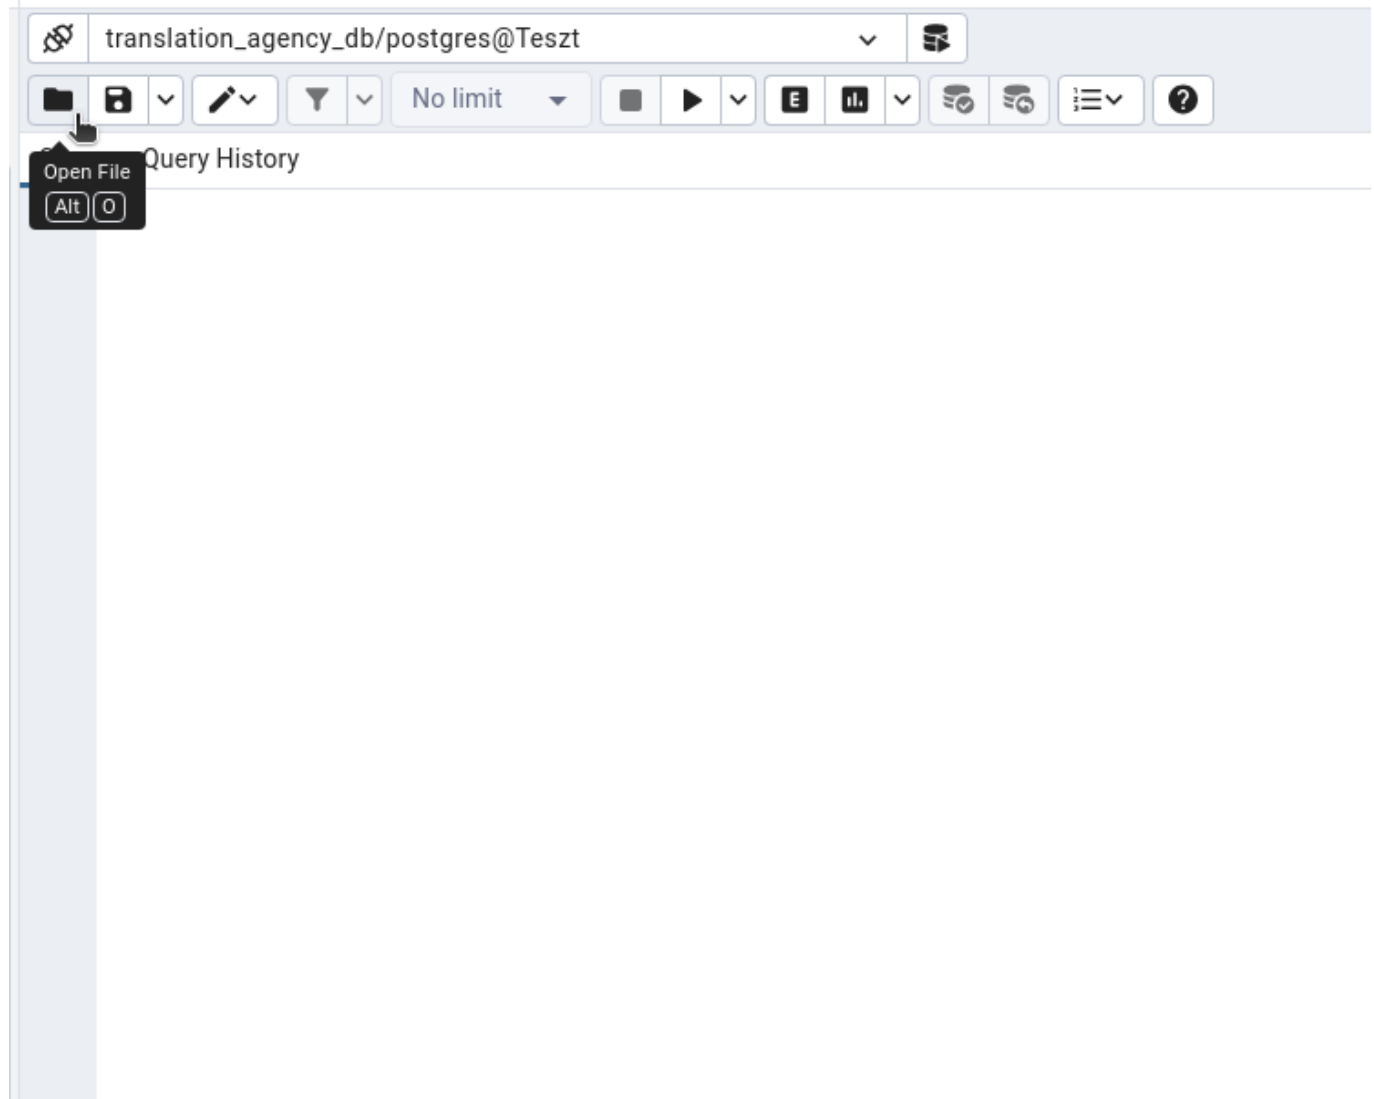 translation_agency_db/postgres@Teszt
No limit
E
Query History
Open File
Alt O